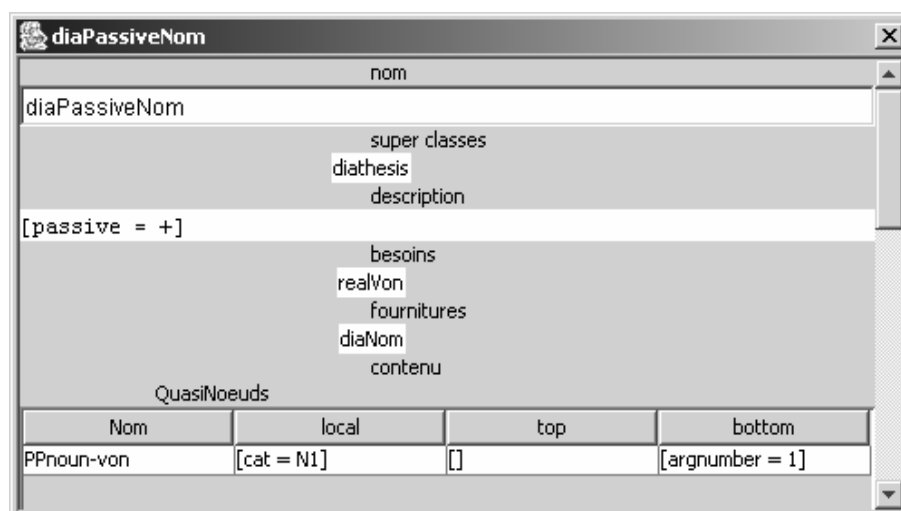 diaPassiveNom
nom
diaPassiveNom
super classes
diathesis
description
[passive = +]
besoins
realVon
fournitures
diaNom
contenu
QuasiNoeuds
Nom local top bottom
PPnoun-von [cat = N1] [] [argnumber = 1]